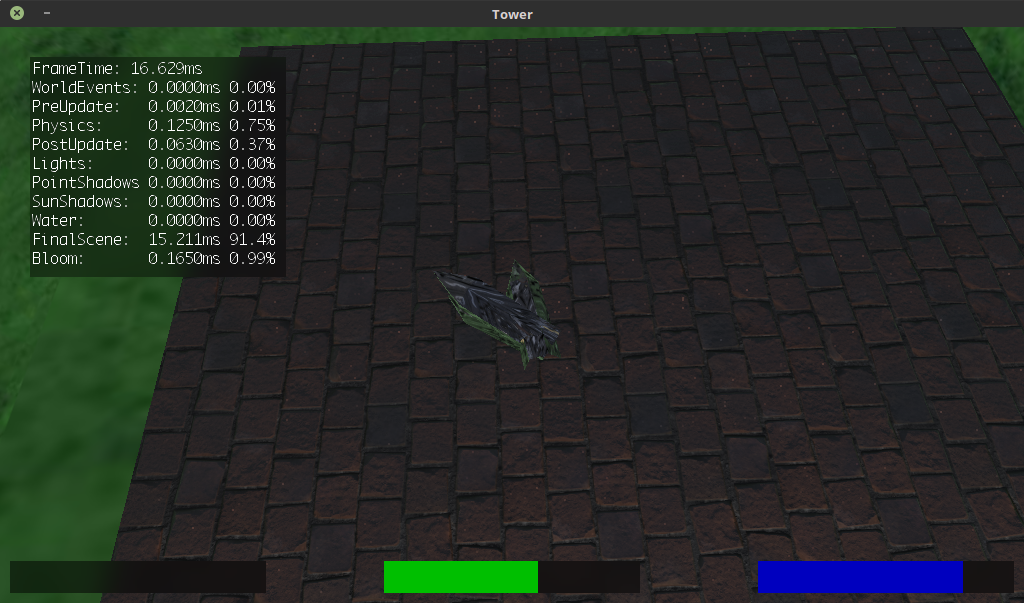 Tower
FrameTime: 16.629ms
WorldEvents: 0.0000ms 0.00%
PreUpdate: 0.0020ms 0.01%
Physics: 0.1250ms 0.75%
PostUpdate: 0.0630ms 0.37%
Lights: 0.0000ms 0.00%
PointShadows 0.0000ms 0.00%
SunShadows: 0.0000ms 0.00%
Water: 0.0000ms 0.00%
FinalScene: 15.211ms 91.4%
Bloom: 0.1650ms 0.99%